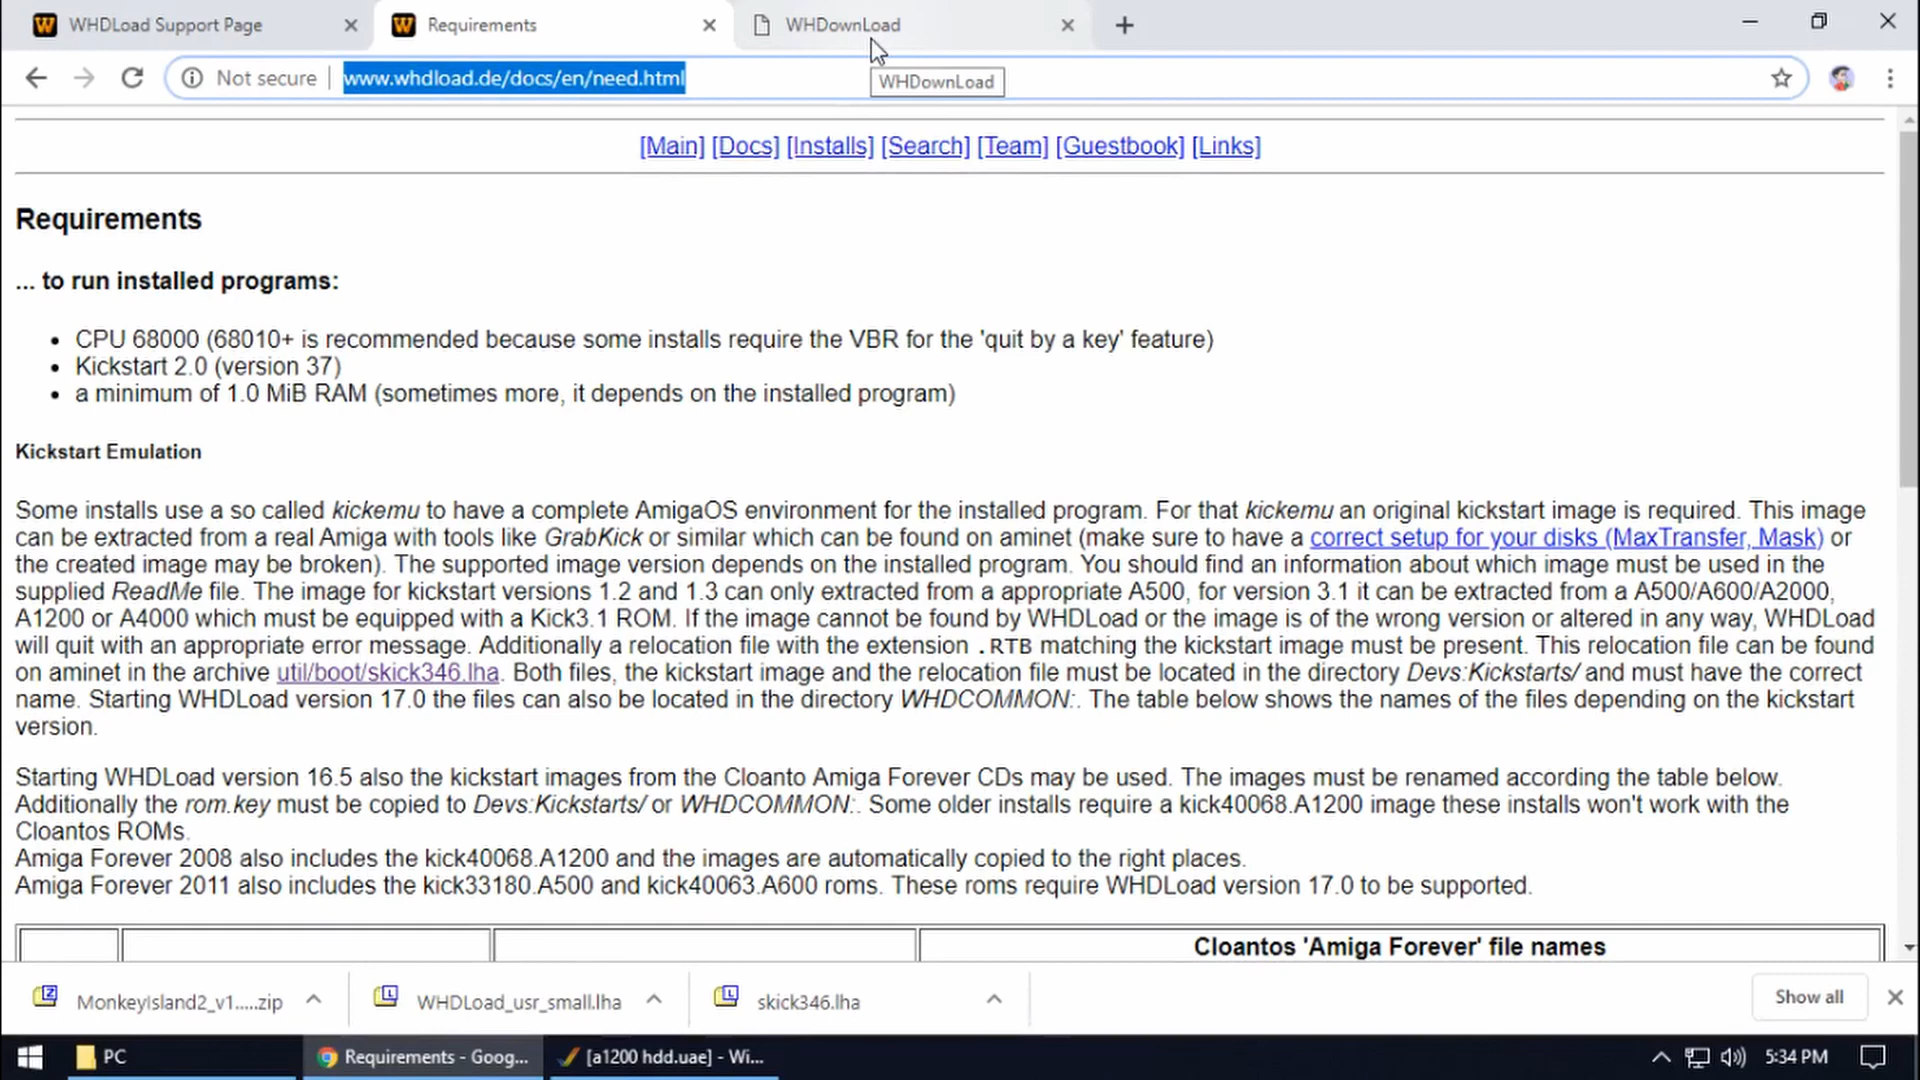 WHDLoad Support Page
Requirements
WHDownLoad
Not secure
www.whdload.de/docs/en/need.html
WHDownLoad
[Main] [Docs] [Installs] [Search] [Team] [Guestbook] [Links]
Requirements
... to run installed programs:
• CPU 68000 (68010+ is recommended because some installs require the VBR for the 'quit by a key' feature)
• Kickstart 2.0 (version 37)
• a minimum of 1.0 MiB RAM (sometimes more, it depends on the installed program)
Kickstart Emulation
Some installs use a so called kickemu to have a complete AmigaOS environment for the installed program. For that kickemu an original kickstart image is required. This image
can be extracted from a real Amiga with tools like GrabKick or similar which can be found on aminet (make sure to have a correct setup for your disks (MaxTransfer, Mask) or
the created image may be broken). The supported image version depends on the installed program. You should find an information about which image must be used in the
supplied ReadMe file. The image for kickstart versions 1.2 and 1.3 can only extracted from a appropriate A500, for version 3.1 it can be extracted from a A500/A600/A2000,
A1200 or A4000 which must be equipped with a Kick3.1 ROM. If the image cannot be found by WHDLoad or the image is of the wrong version or altered in any way, WHDLoad
will quit with an appropriate error message. Additionally a relocation file with the extension .RTB matching the kickstart image must be present. This relocation file can be found
on aminet in the archive util/boot/skick346.lha. Both files, the kickstart image and the relocation file must be located in the directory Devs:Kickstarts/ and must have the correct
name. Starting WHDLoad version 17.0 the files can also be located in the directory WHDCOMMON:. The table below shows the names of the files depending on the kickstart
version.
Starting WHDLoad version 16.5 also the kickstart images from the Cloanto Amiga Forever CDs may be used. The images must be renamed according the table below.
Additionally the rom.key must be copied to Devs:Kickstarts/ or WHDCOMMON:. Some older installs require a kick40068.A1200 image these installs won't work with the
Cloantos ROMs.
Amiga Forever 2008 also includes the kick40068.A1200 and the images are automatically copied to the right places.
Amiga Forever 2011 also includes the kick33180.A500 and kick40063.A600 roms. These roms require WHDLoad version 17.0 to be supported.
Cloantos 'Amiga Forever' file names
MonkeyIsland2_v1.....zip
WHDLoad_usr_small.lha
skick346.lha
Show all
PC
Requirements - Goog...
[a1200 hdd.uae] - Wi...
5:34 PM